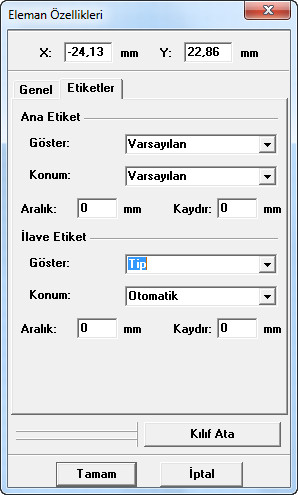 Eleman Özellikleri
X: -24,13 mm Y: 22,86 mm
Genel Etiketler
Ana Etiket
Göster: Varsayılan
Konum: Varsayılan
Aralık: 0 mm Kaydır: 0 mm
İlave Etiket
Göster: Tip
Konum: Otomatik
Aralık: 0 mm Kaydır: 0 mm
Kılıf Ata
Tamam İptal